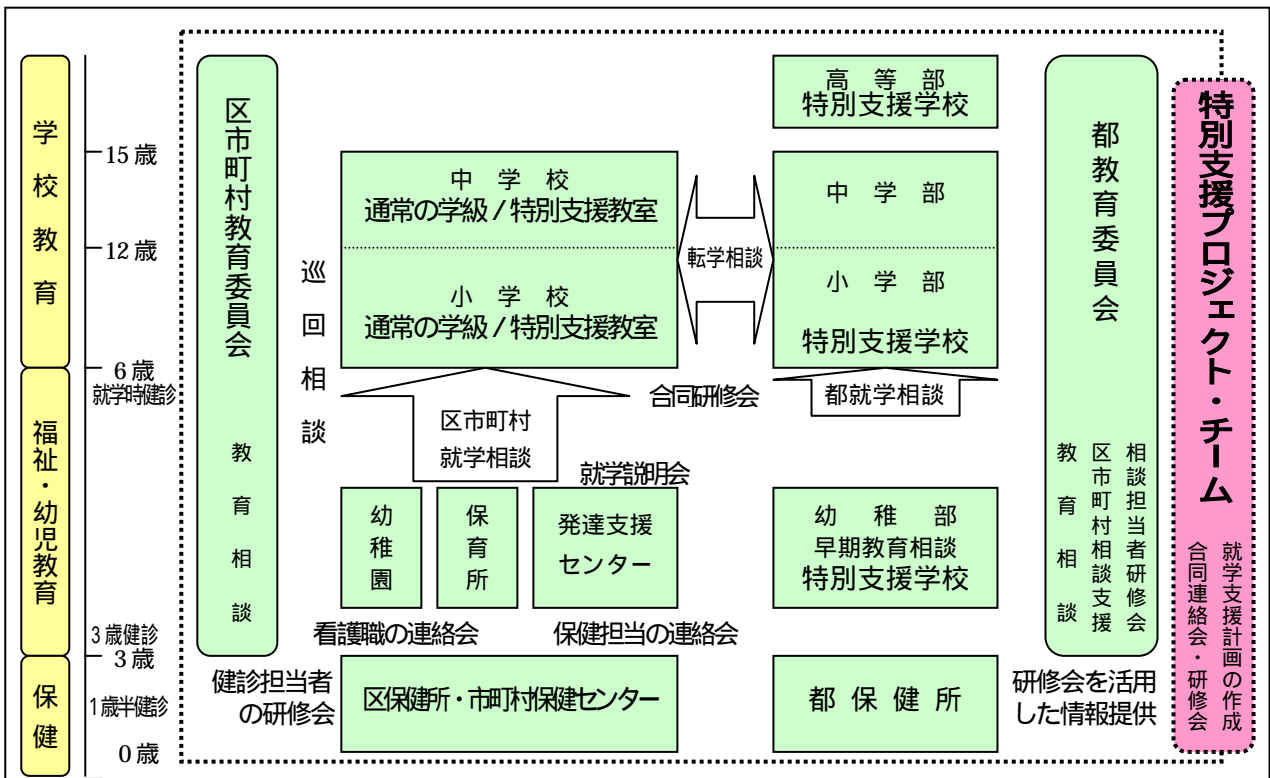 学校教育
福祉・幼児教育
保健
15歳
12歳
6歳
就学時健診
3歳健診
3歳
1歳半健診
0歳
区市町村教育委員会
教育相談
巡回相談
中学校
通常の学級/特別支援教室
小学校
通常の学級/特別支援教室
転学相談
高等部
特別支援学校
中学部
小学部
特別支援学校
合同研修会
都就学相談
区市町村
就学相談
就学説明会
幼稚園
保育所
発達支援
センター
幼稚部
早期教育相談
特別支援学校
看護職の連絡会
保健担当の連絡会
健診担当者
の研修会
区保健所・市町村保健センター
都保健所
研修会を活用
した情報提供
都教育委員会
相談担当者研修会
区市町村相談支援
教育相談
特別支援プロジェクト・チーム
就学支援計画の作成
合同連絡会・研修会